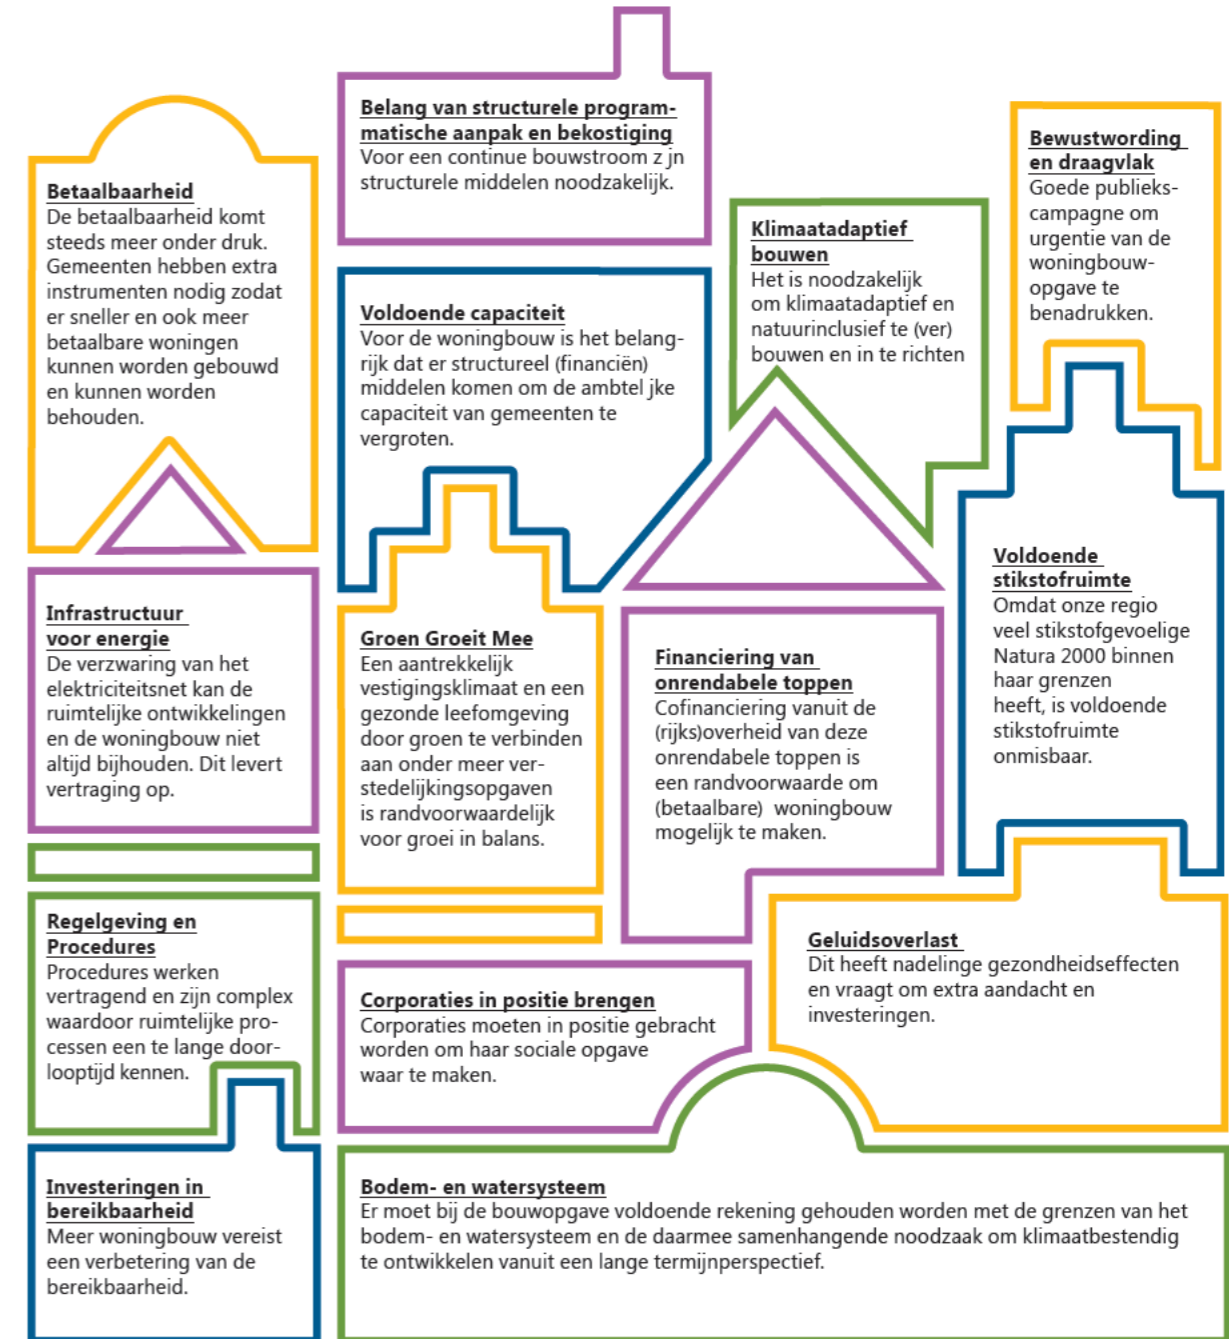 Belang van structurele program-
matische aanpak en bekostiging
Voor een continue bouwstroom z jn
structurele middelen noodzakelijk.
Bewustwording
en draagvlak
Goede publieks-
campagne om
urgentie van de
woningbouw-
opgave te
benadrukken.
Betaalbaarheid
De betaalbaarheid komt
steeds meer onder druk.
Gemeenten hebben extra
instrumenten nodig zodat
er sneller en ook meer
betaalbare woningen
kunnen worden gebouwd
en kunnen worden
behouden.
Klimaatadaptief
bouwen
Het is noodzakelijk
om klimaatadaptief en
natuurinclusief te (ver)
bouwen en in te richten
Voldoende capaciteit
Voor de woningbouw is het belang-
rijk dat er structureel (financiën)
middelen komen om de ambtel jke
capaciteit van gemeenten te
vergroten.
Voldoende
stikstofruimte
Omdat onze regio
veel stikstofgevoelige
Natura 2000 binnen
haar grenzen
heeft, is voldoende
stikstofruimte
onmisbaar.
Infrastructuur
voor energie
De verzwaring van het
elektriciteitsnet kan de
ruimtelijke ontwikkelingen
en de woningbouw niet
altijd bijhouden. Dit levert
vertraging op.
Groen Groeit Mee
Een aantrekkelijk
vestigingsklimaat en een
gezonde leefomgeving
door groen te verbinden
aan onder meer ver-
stedelijkingsopgaven
is randvoorwaardelijk
voor groei in balans.
Financiering van
onrendabele toppen
Cofinanciering vanuit de
(rijks)overheid van deze
onrendabele toppen is
een randvoorwaarde om
(betaalbare) woningbouw
mogelijk te maken.
Regelgeving en
Procedures
Procedures werken
vertragend en zijn complex
waardoor ruimtelijke pro-
cessen een te lange door-
looptijd kennen.
Geluidsoverlast
Dit heeft nadelinge gezondheidseffecten
en vraagt om extra aandacht en
investeringen.
Corporaties in positie brengen
Corporaties moeten in positie gebracht
worden om haar sociale opgave
waar te maken.
Investeringen in
bereikbaarheid
Meer woningbouw vereist
een verbetering van de
bereikbaarheid.
Bodem- en watersysteem
Er moet bij de bouwopgave voldoende rekening gehouden worden met de grenzen van het
bodem- en watersysteem en de daarmee samenhangende noodzaak om klimaatbestendig
te ontwikkelen vanuit een lange termijnperspectief.